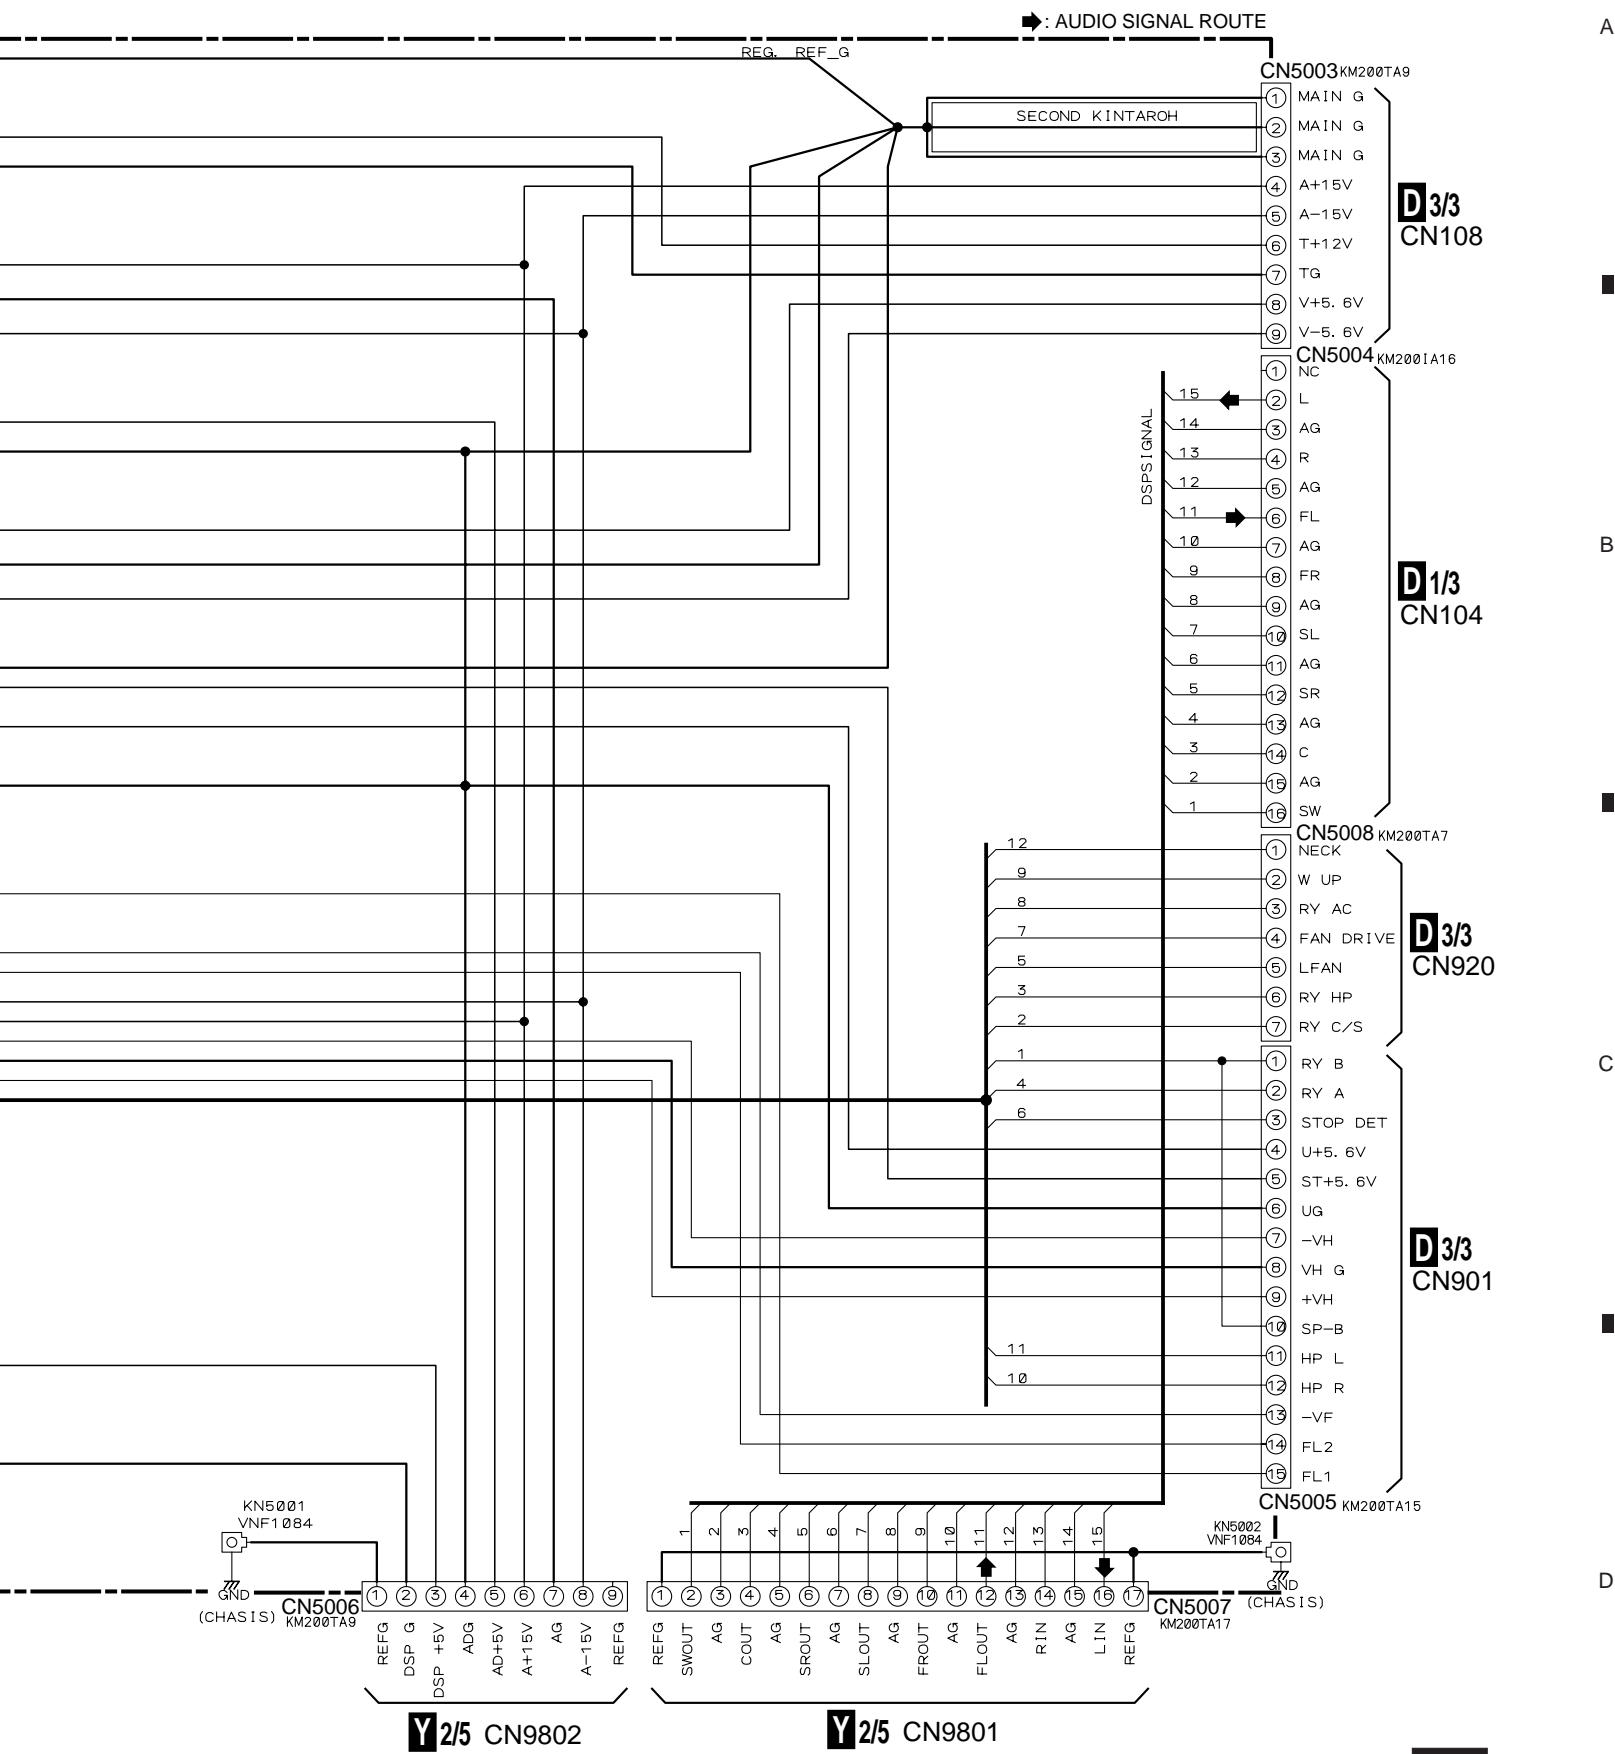 : AUDIO SIGNAL ROUTE
A
REG. REF_G
CN5003 KM200TA9
SECOND KINTAROH
1 MAIN G
2 MAIN G
3 MAIN G
4 A+15V
5 A-15V
6 T+12V
7 TG
8 V+5.6V
9 V-5.6V
D 3/3
CN108
CN5004 KM200IA16
DSPSIGNAL
1 NC
15 2 L
14 3 AG
13 4 R
12 5 AG
11 6 FL
10 7 AG
9 8 FR
8 9 AG
7 10 SL
6 11 AG
5 12 SR
4 13 AG
3 14 C
2 15 AG
1 16 SW
B
D 1/3
CN104
CN5008 KM200TA7
12 1 NECK
9 2 W UP
8 3 RY AC
7 4 FAN DRIVE
5 5 LFAN
3 6 RY HP
2 7 RY C/S
D 3/3
CN920
C
1 1 RY B
4 2 RY A
6 3 STOP DET
4 U+5.6V
5 ST+5.6V
6 UG
7 -VH
8 VH G
9 +VH
10 SP-B
11 11 HP L
10 12 HP R
13 -VF
14 FL2
15 FL1
D 3/3
CN901
CN5005 KM200TA15
KN5001
VNF1084
GND
(CHASIS)
KN5002
VNF1084
GND
(CHASIS)
D
1 2 3 4 5 6 7 8 9 10 11 12 13 14 15
CN5006
KM200TA9
1 2 3 4 5 6 7 8 9
REFG
DSP G
DSP +5V
ADG
AD+5V
A+15V
AG
A-15V
REFG
1 2 3 4 5 6 7 8 9 10 11 12 13 14 15 16 17
CN5007
KM200TA17
REFG
SWOUT
AG
COUT
AG
SROUT
AG
SLOUT
AG
FROUT
AG
FLOUT
AG
RIN
AG
LIN
REFG
Y 2/5 CN9802
Y 2/5 CN9801